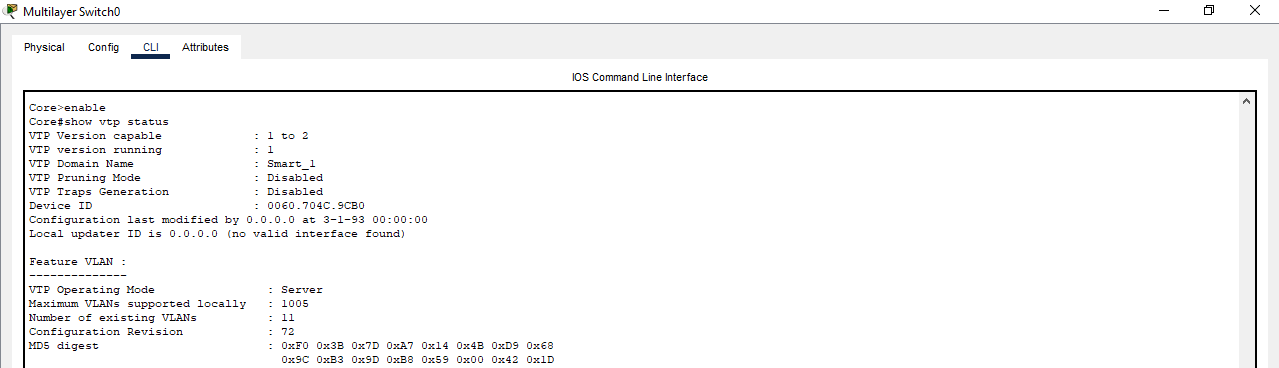 Multilayer Switch0
Physical Config CLI Attributes
IOS Command Line Interface
Core>enable
Core#show vtp status
VTP Version capable : 1 to 2
VTP version running : 1
VTP Domain Name : Smart_1
VTP Pruning Mode : Disabled
VTP Traps Generation : Disabled
Device ID : 0060.704C.9CB0
Configuration last modified by 0.0.0.0 at 3-1-93 00:00:00
Local updater ID is 0.0.0.0 (no valid interface found)
Feature VLAN :
--------------
VTP Operating Mode : Server
Maximum VLANs supported locally : 1005
Number of existing VLANs : 11
Configuration Revision : 72
MD5 digest : 0xF0 0x3B 0x7D 0xA7 0x14 0x4B 0xD9 0x68
0x9C 0xB3 0x9D 0xB8 0x59 0x00 0x42 0x1D